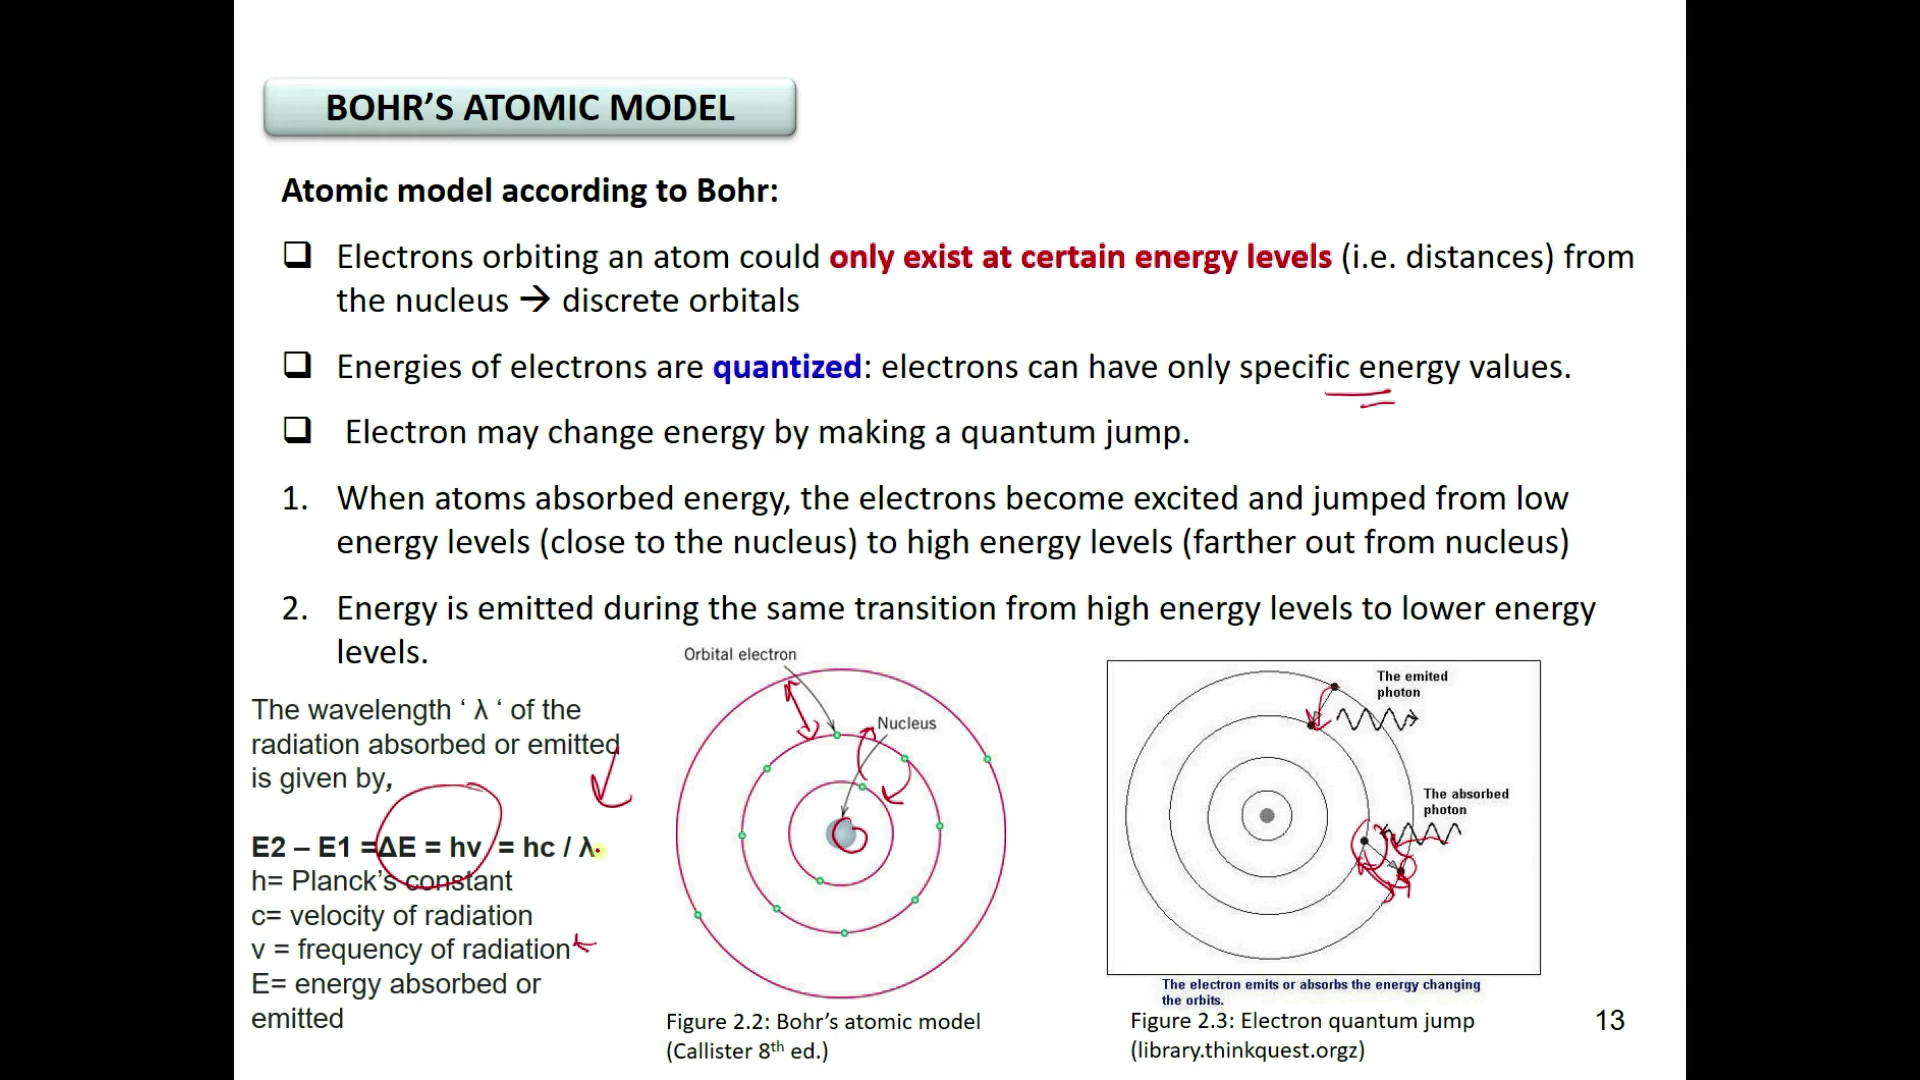 BOHR’S ATOMIC MODEL
Atomic model according to Bohr:
❑ Electrons orbiting an atom could only exist at certain energy levels (i.e. distances) from
the nucleus → discrete orbitals
❑ Energies of electrons are quantized: electrons can have only specific energy values.
❑ Electron may change energy by making a quantum jump.
1. When atoms absorbed energy, the electrons become excited and jumped from low
energy levels (close to the nucleus) to high energy levels (farther out from nucleus)
2. Energy is emitted during the same transition from high energy levels to lower energy
levels.
The wavelength ‘ λ ‘ of the
radiation absorbed or emitted
is given by,
E2 – E1 =ΔE = hv = hc / λ.
h= Planck’s constant
c= velocity of radiation
v = frequency of radiation
E= energy absorbed or
emitted
Orbital electron
Nucleus
Figure 2.2: Bohr’s atomic model
(Callister 8th ed.)
The emited
photon
The absorbed
photon
The electron emits or absorbs the energy changing
the orbits.
Figure 2.3: Electron quantum jump
(library.thinkquest.orgz)
13